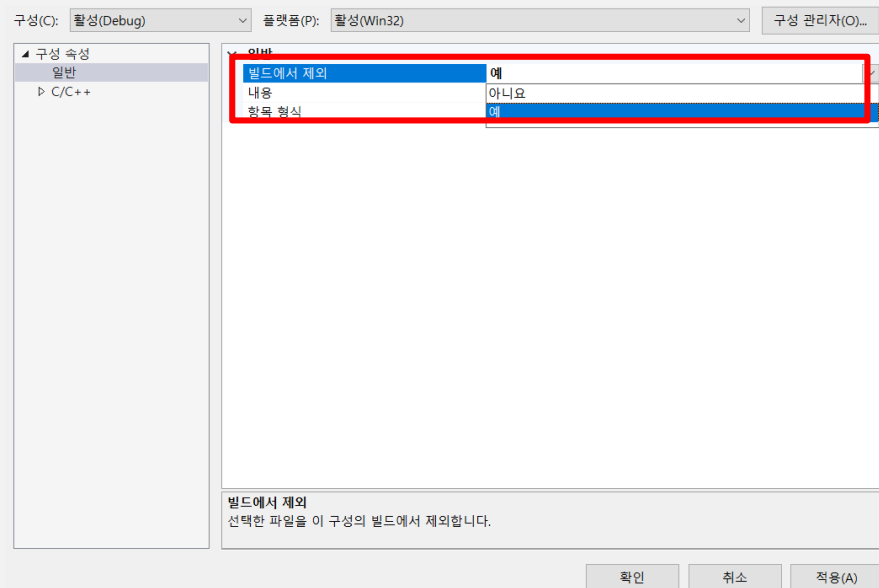 구성(C): 활성(Debug) 플랫폼(P): 활성(Win32) 구성 관리자(O)...
구성 속성
일반
C/C++
일반
빌드에서 제외 예
내용 아니요
항목 형식 예
빌드에서 제외
선택한 파일을 이 구성의 빌드에서 제외합니다.
확인 취소 적용(A)